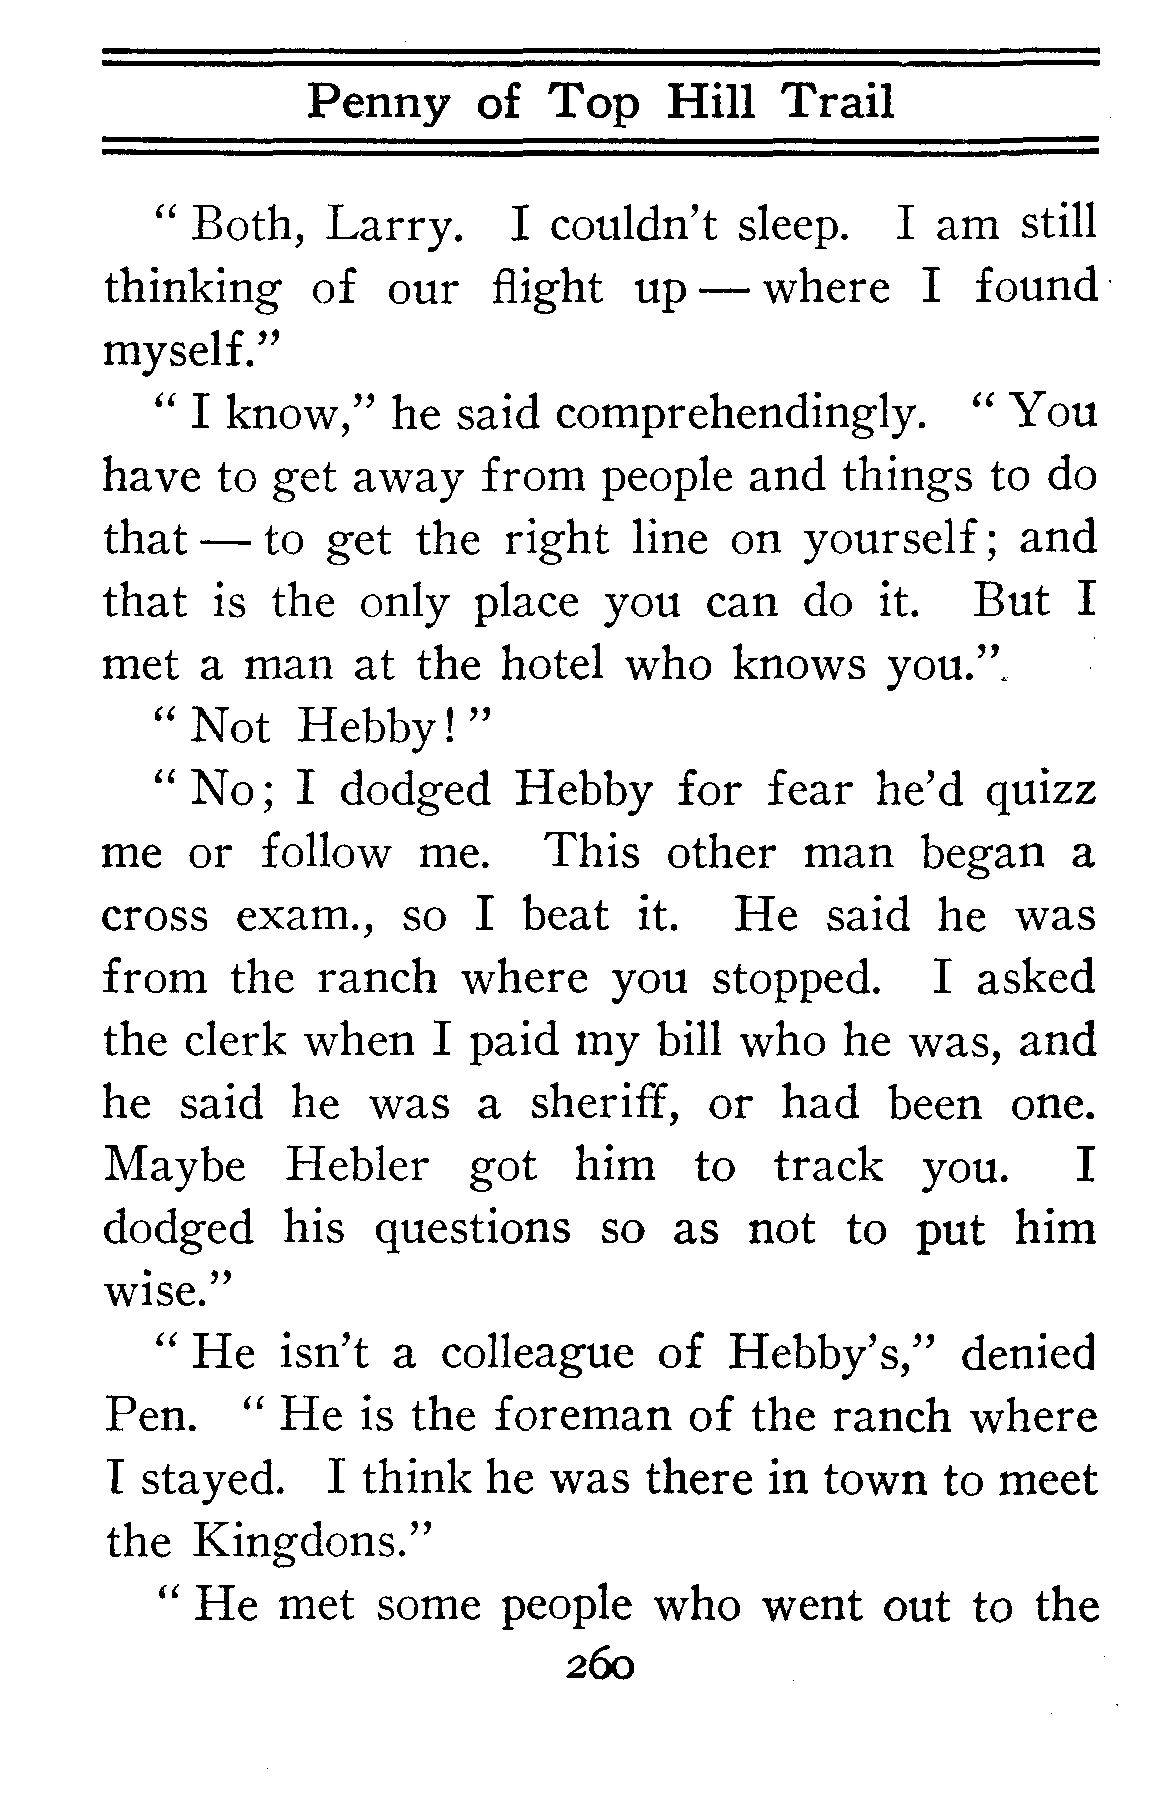 Penny of Top Hill Trail
“ Both, Larry. I couldn’t sleep. I am still
thinking of our flight up — where I found
myself.”
“ I know,” he said comprehendingly. “ You
have to get away from people and things to do
that — to get the right line on yourself; and
that is the only place you can do it. But I
met a man at the hotel who knows you.”
“ Not Hebby! ”
“ No; I dodged Hebby for fear he’d quizz
me or follow me. This other man began a
cross exam., so I beat it. He said he was
from the ranch where you stopped. I asked
the clerk when I paid my bill who he was, and
he said he was a sheriff, or had been one.
Maybe Hebler got him to track you. I
dodged his questions so as not to put him
wise.”
“ He isn’t a colleague of Hebby’s,” denied
Pen. “ He is the foreman of the ranch where
I stayed. I think he was there in town to meet
the Kingdons.”
“ He met some people who went out to the
260